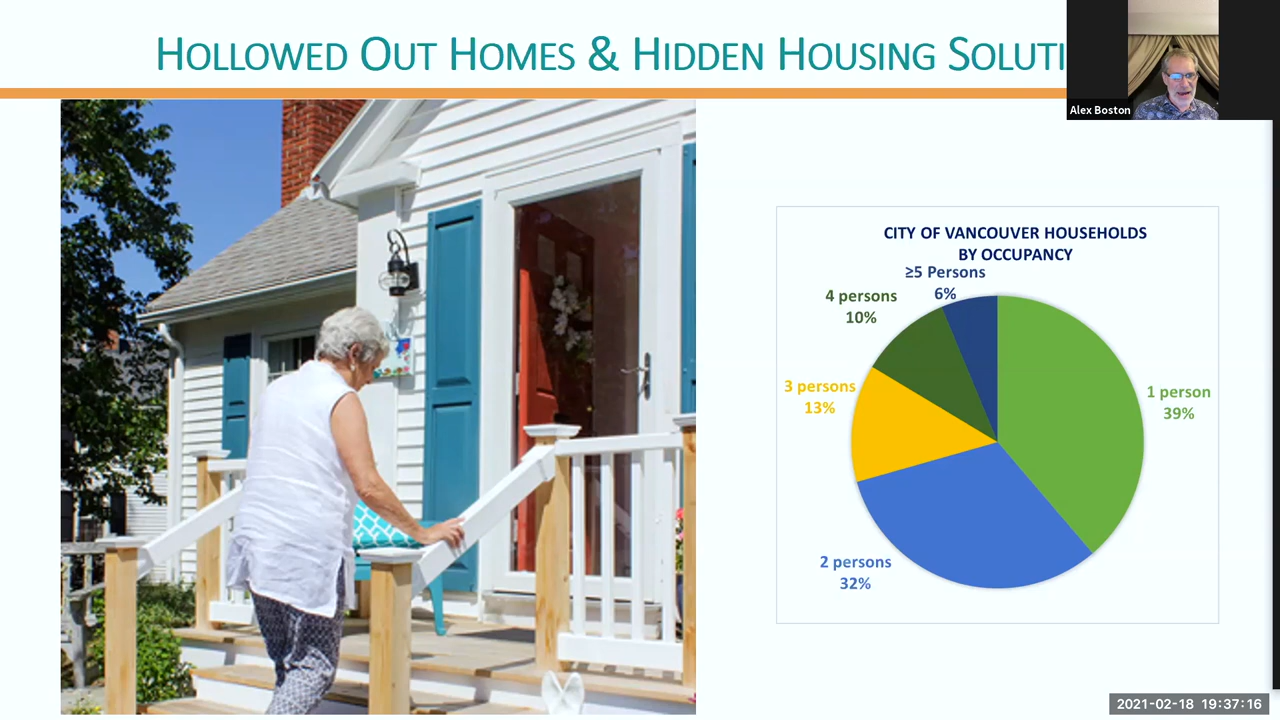 HOLLOWED OUT HOMES & HIDDEN HOUSING SOLUTI
Alex Boston
CITY OF VANCOUVER HOUSEHOLDS
BY OCCUPANCY
≥5 Persons
6%
4 persons
10%
3 persons
13%
1 person
39%
2 persons
32%
2021-02-18 19:37:16